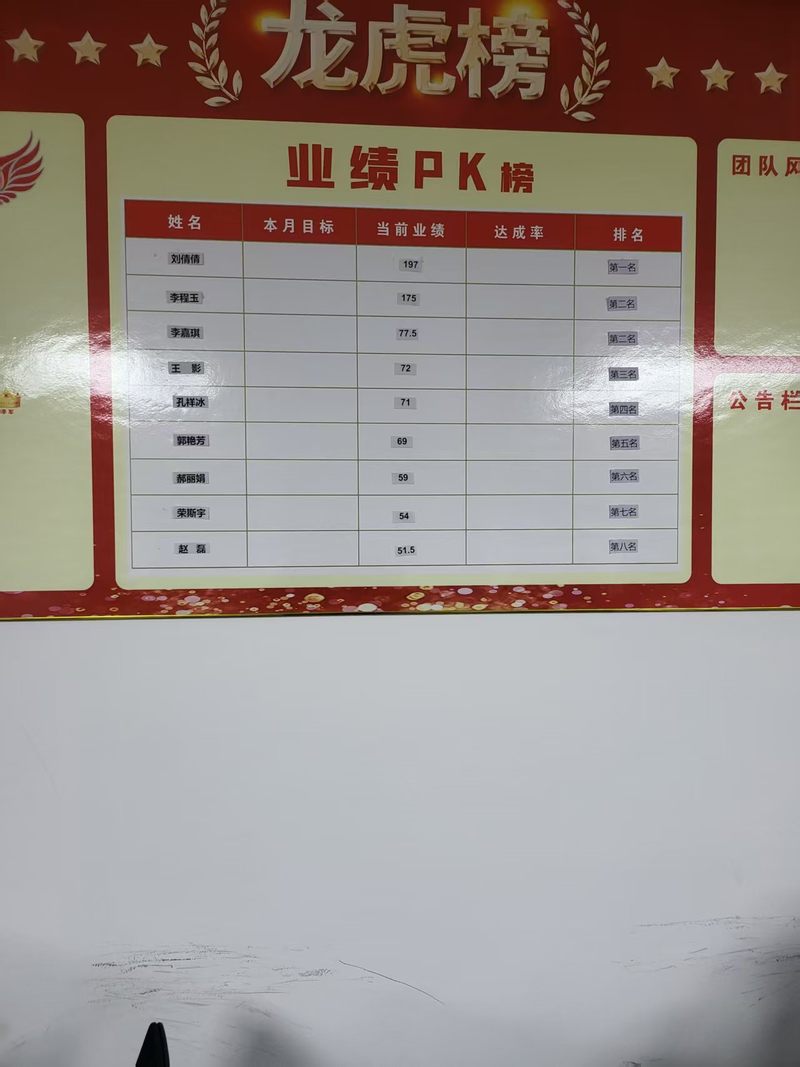 龙虎榜
业绩PK榜
团队风
姓名 本月目标 当前业绩 达成率 排名
刘倩倩 197 第一名
李程玉 175 第二名
李嘉琪 77.5 第二名
王 影 72 第三名
孔祥冰 71 第四名
公告栏
郭艳芳 69 第五名
郝丽娟 59 第六名
荣斯宇 54 第七名
赵 磊 51.5 第八名